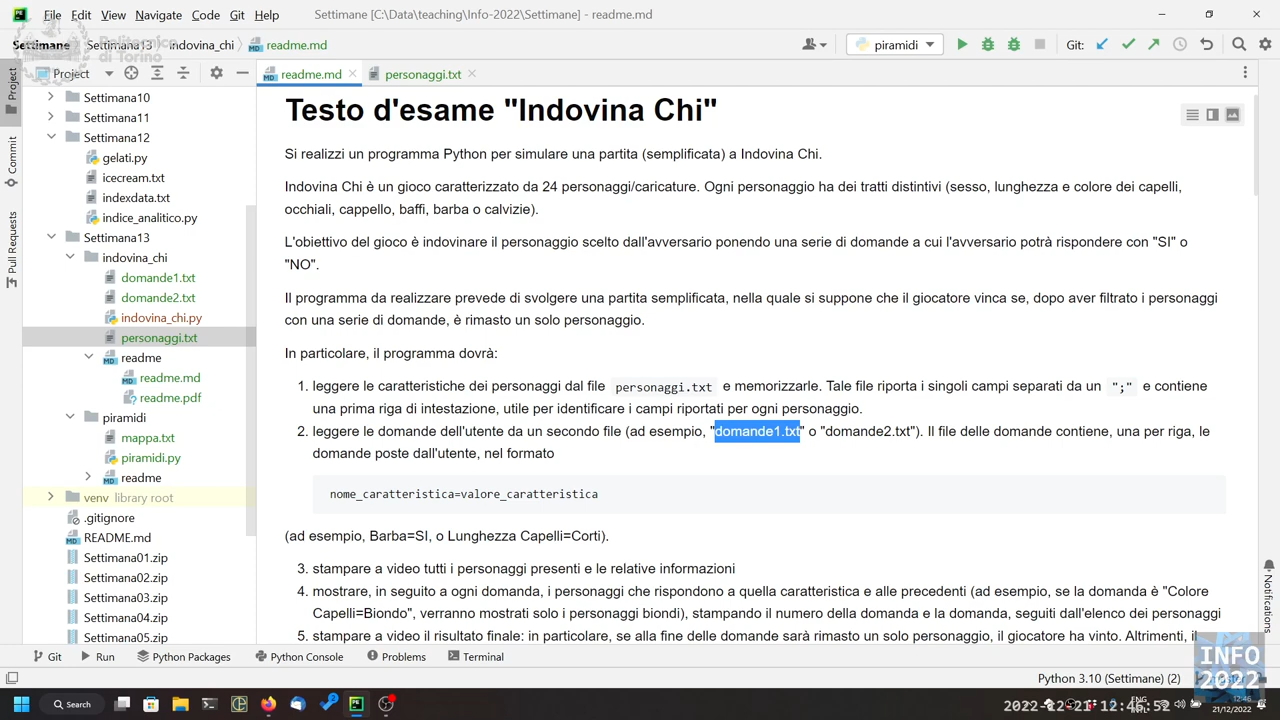 File Edit View Navigate Code Git Help Settimane [C:\Data\teaching\Info-2022\Settimane] - readme.md
Politecnico di Torino
Settimane Settimana13 indovina_chi readme.md piramidi Git:
Project readme.md personaggi.txt
Project
Commit
Pull Requests
Settimana10
Settimana11
Settimana12
gelati.py
icecream.txt
indexdata.txt
indice_analitico.py
Settimana13
indovina_chi
domande1.txt
domande2.txt
indovina_chi.py
personaggi.txt
readme
readme.md
readme.pdf
piramidi
mappa.txt
piramidi.py
readme
venv library root
.gitignore
README.md
Settimana01.zip
Settimana02.zip
Settimana03.zip
Settimana04.zip
Settimana05.zip
Testo d'esame "Indovina Chi"
Si realizzi un programma Python per simulare una partita (semplificata) a Indovina Chi.
Indovina Chi è un gioco caratterizzato da 24 personaggi/caricature. Ogni personaggio ha dei tratti distintivi (sesso, lunghezza e colore dei capelli,
occhiali, cappello, baffi, barba o calvizie).
L'obiettivo del gioco è indovinare il personaggio scelto dall'avversario ponendo una serie di domande a cui l'avversario potrà rispondere con "SI" o
"NO".
Il programma da realizzare prevede di svolgere una partita semplificata, nella quale si suppone che il giocatore vinca se, dopo aver filtrato i personaggi
con una serie di domande, è rimasto un solo personaggio.
In particolare, il programma dovrà:
1. leggere le caratteristiche dei personaggi dal file personaggi.txt e memorizzarle. Tale file riporta i singoli campi separati da un ";" e contiene
una prima riga di intestazione, utile per identificare i campi riportati per ogni personaggio.
2. leggere le domande dell'utente da un secondo file (ad esempio, "domande1.txt" o "domande2.txt"). Il file delle domande contiene, una per riga, le
domande poste dall'utente, nel formato
nome_caratteristica=valore_caratteristica
(ad esempio, Barba=SI, o Lunghezza Capelli=Corti).
3. stampare a video tutti i personaggi presenti e le relative informazioni
4. mostrare, in seguito a ogni domanda, i personaggi che rispondono a quella caratteristica e alle precedenti (ad esempio, se la domanda è "Colore
Capelli=Biondo", verranno mostrati solo i personaggi biondi), stampando il numero della domanda e la domanda, seguiti dall'elenco dei personaggi
5. stampare a video il risultato finale: in particolare, se alla fine delle domande sarà rimasto un solo personaggio, il giocatore ha vinto. Altrimenti, il
Notifications
Git Run Python Packages Python Console Problems Terminal
INFO
2022
Python 3.10 (Settimane) (2)
Search
ENG
12:46
21/12/2022